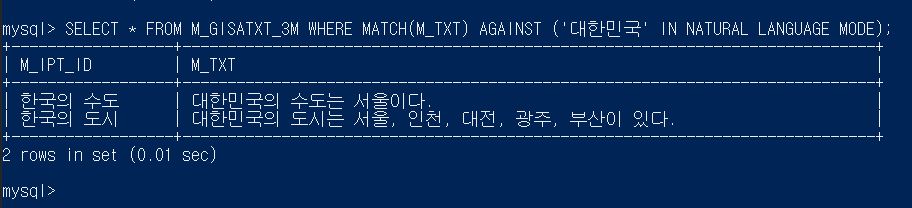 mysql> SELECT * FROM M_GISATXT_3M WHERE MATCH(M_TXT) AGAINST ('대한민국' IN NATURAL LANGUAGE MODE);
+-----------------+----------------------------------------------------------------------+
| M_IPT_ID | M_TXT |
+-----------------+----------------------------------------------------------------------+
| 한국의 수도 | 대한민국의 수도는 서울이다. |
| 한국의 도시 | 대한민국의 도시는 서울, 인천, 대전, 광주, 부산이 있다. |
+-----------------+----------------------------------------------------------------------+
2 rows in set (0.01 sec)
mysql>